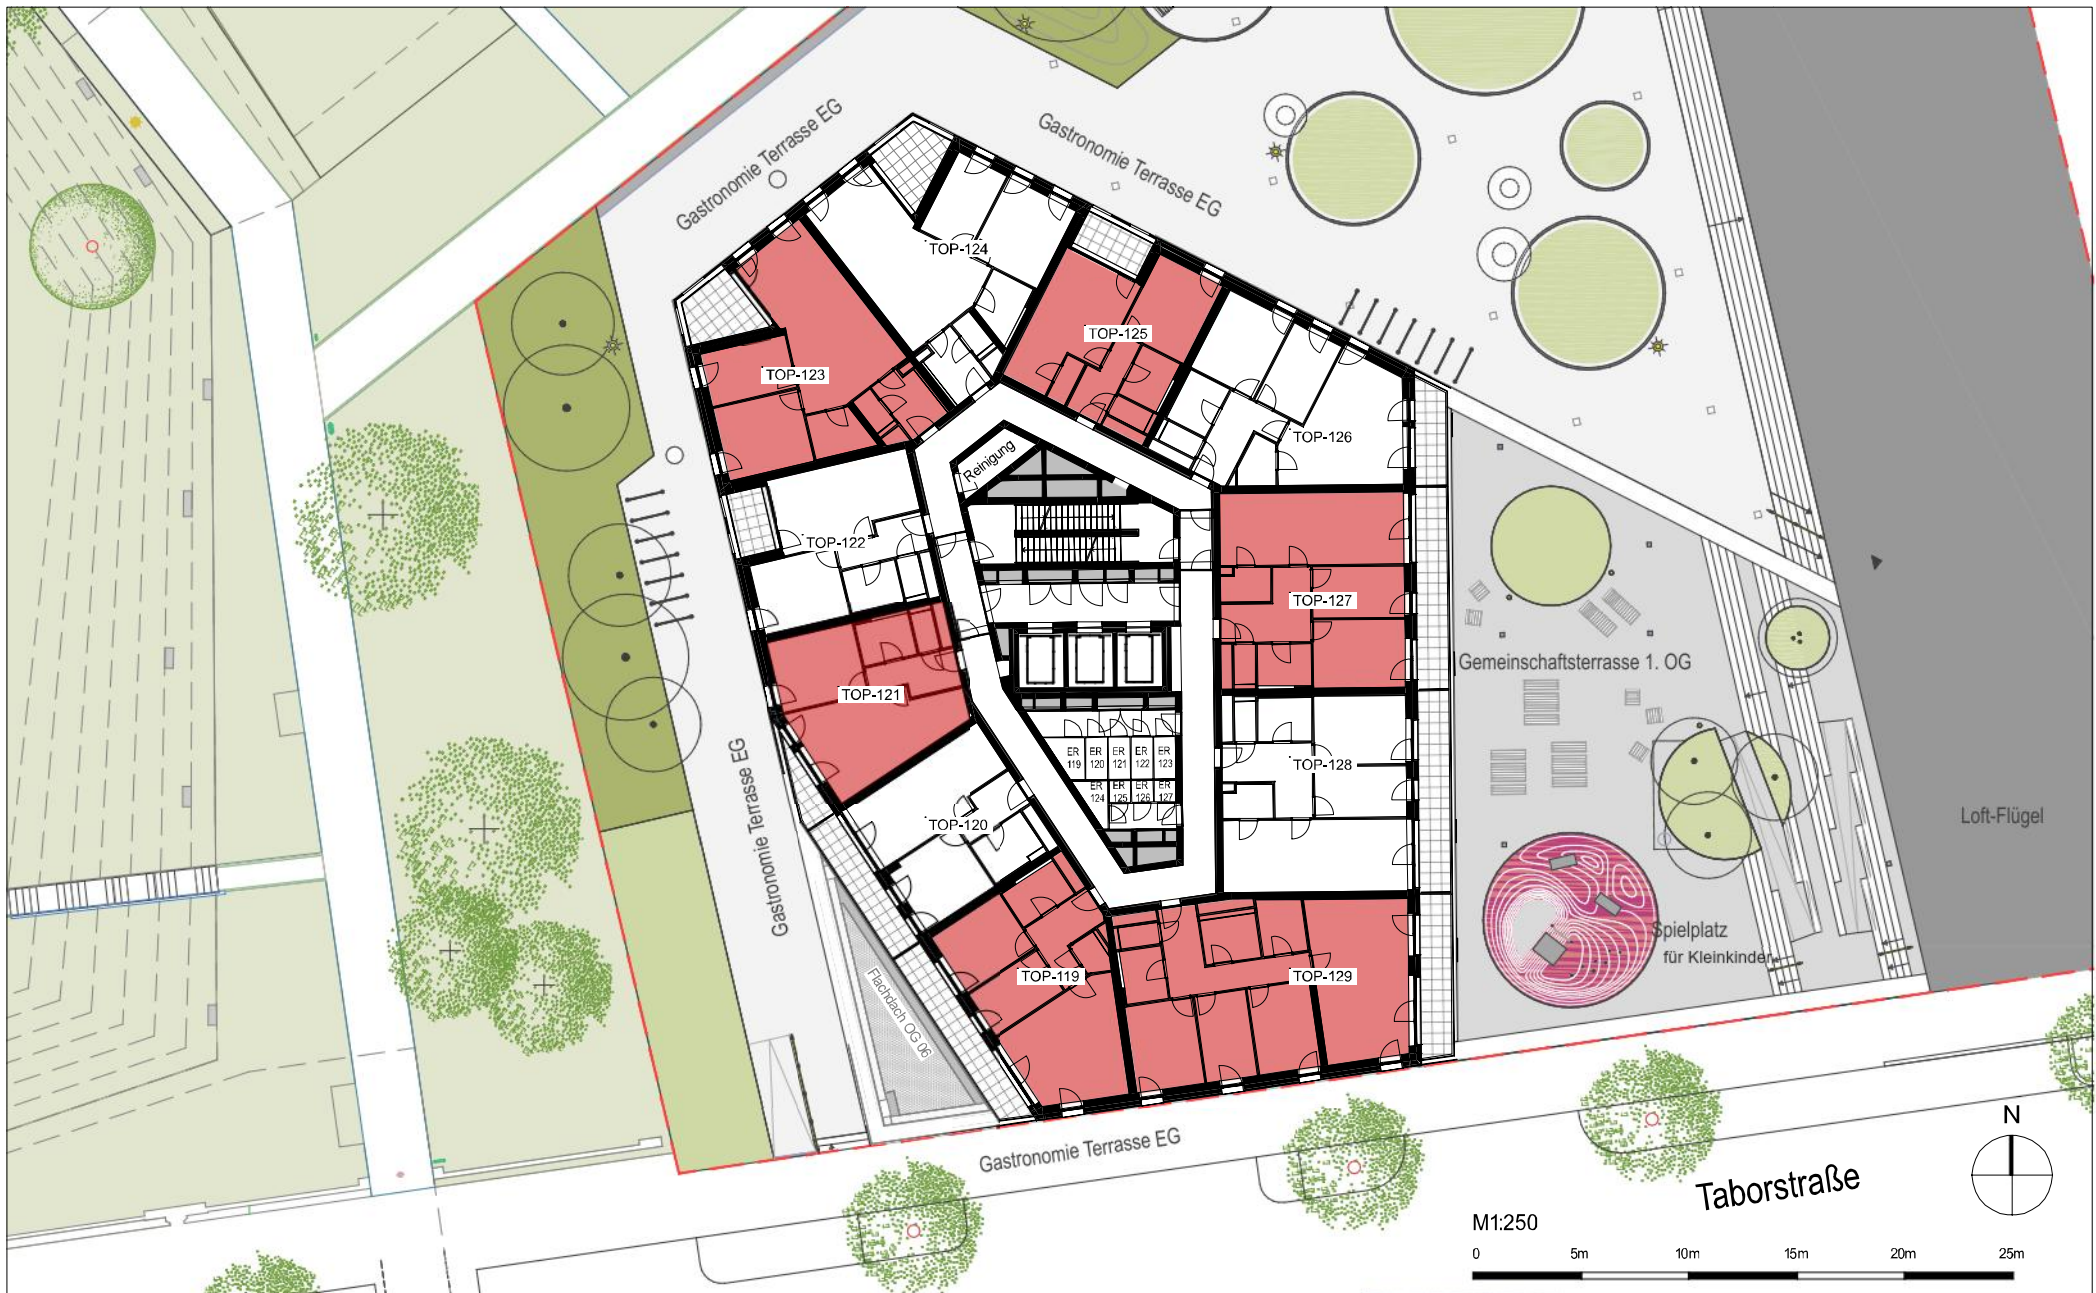 Gastronomie Terrasse EG
Gastronomie Terrasse EG
TOP-124
TOP-125
TOP-123
TOP-126
Reinigung
TOP-122
TOP-127
TOP-121
Gemeinschaftsterrasse 1. OG
ER 119
ER 120
ER 121
ER 122
ER 123
ER 124
ER 125
ER 126
ER 127
TOP-128
TOP-120
Gastronomie Terrasse EG
Loft-Flügel
Spielplatz
für Kleinkinder
TOP-119
TOP-129
Flachdach OG 06
Gastronomie Terrasse EG
Taborstraße
N
M1:250
0 5m 10m 15m 20m 25m